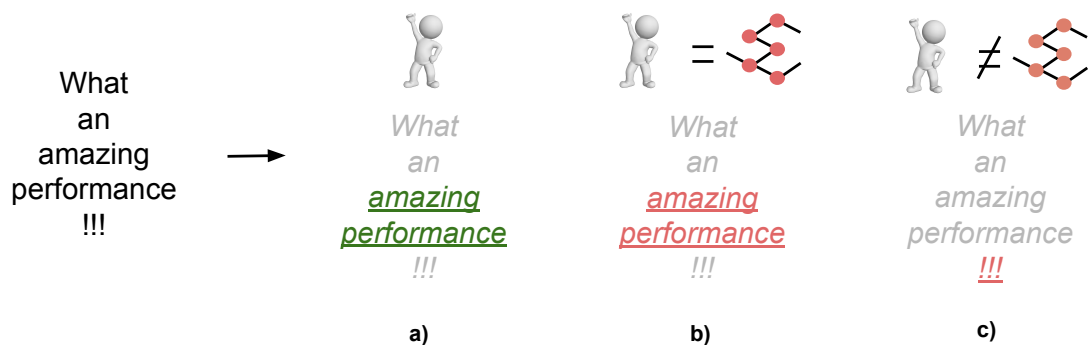 What
an
amazing
performance
!!!
What
an
amazing
performance
!!!
a)
=
What
an
amazing
performance
!!!
b)
≠
What
an
amazing
performance
!!!
c)